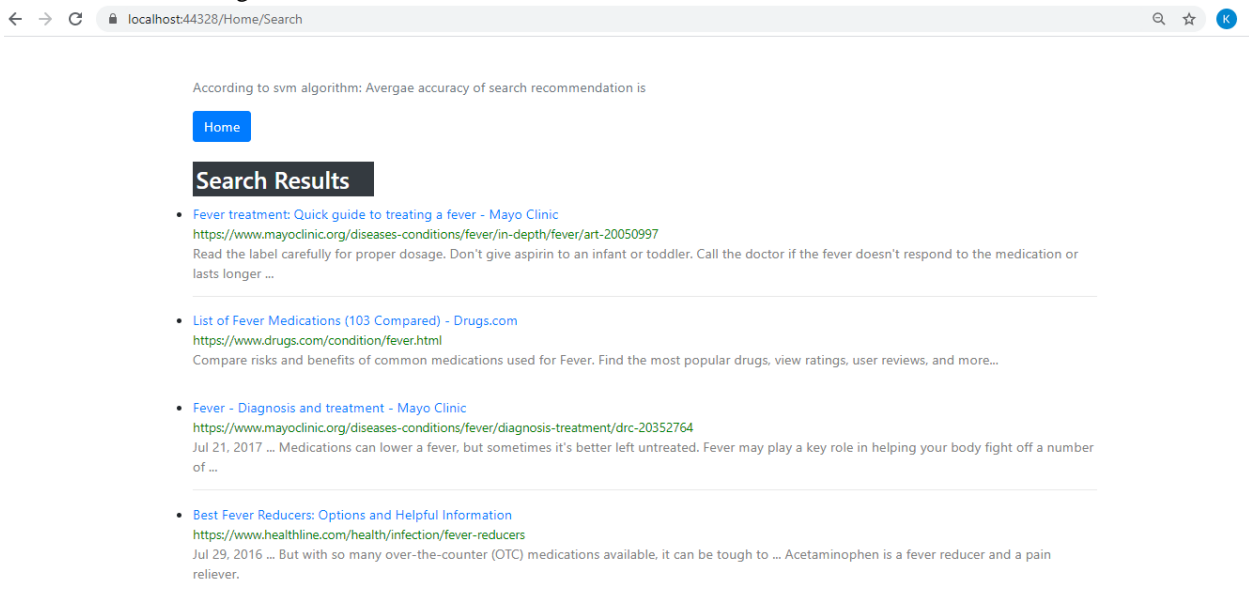 localhost:44328/Home/Search
K
According to svm algorithm: Avergae accuracy of search recommendation is
Home
Search Results
Fever treatment: Quick guide to treating a fever - Mayo Clinic
https://www.mayoclinic.org/diseases-conditions/fever/in-depth/fever/art-20050997
Read the label carefully for proper dosage. Don't give aspirin to an infant or toddler. Call the doctor if the fever doesn't respond to the medication or
lasts longer ...
List of Fever Medications (103 Compared) - Drugs.com
https://www.drugs.com/condition/fever.html
Compare risks and benefits of common medications used for Fever. Find the most popular drugs, view ratings, user reviews, and more...
Fever - Diagnosis and treatment - Mayo Clinic
https://www.mayoclinic.org/diseases-conditions/fever/diagnosis-treatment/drc-20352764
Jul 21, 2017 ... Medications can lower a fever, but sometimes it's better left untreated. Fever may play a key role in helping your body fight off a number
of ...
Best Fever Reducers: Options and Helpful Information
https://www.healthline.com/health/infection/fever-reducers
Jul 29, 2016 ... But with so many over-the-counter (OTC) medications available, it can be tough to ... Acetaminophen is a fever reducer and a pain
reliever.